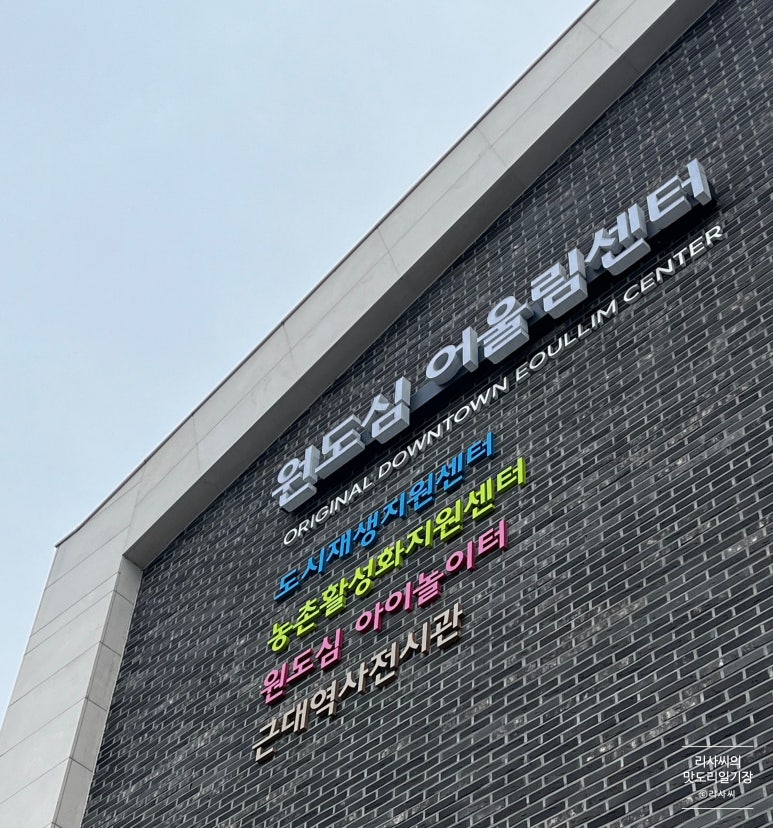 원도심 어울림센터
ORIGINAL DOWNTOWN EOULLIM CENTER
도시재생지원센터
농촌활성화지원센터
원도심 아이놀이터
근대역사전시관
리사씨의
맛도리일기장
ⓒ리사씨